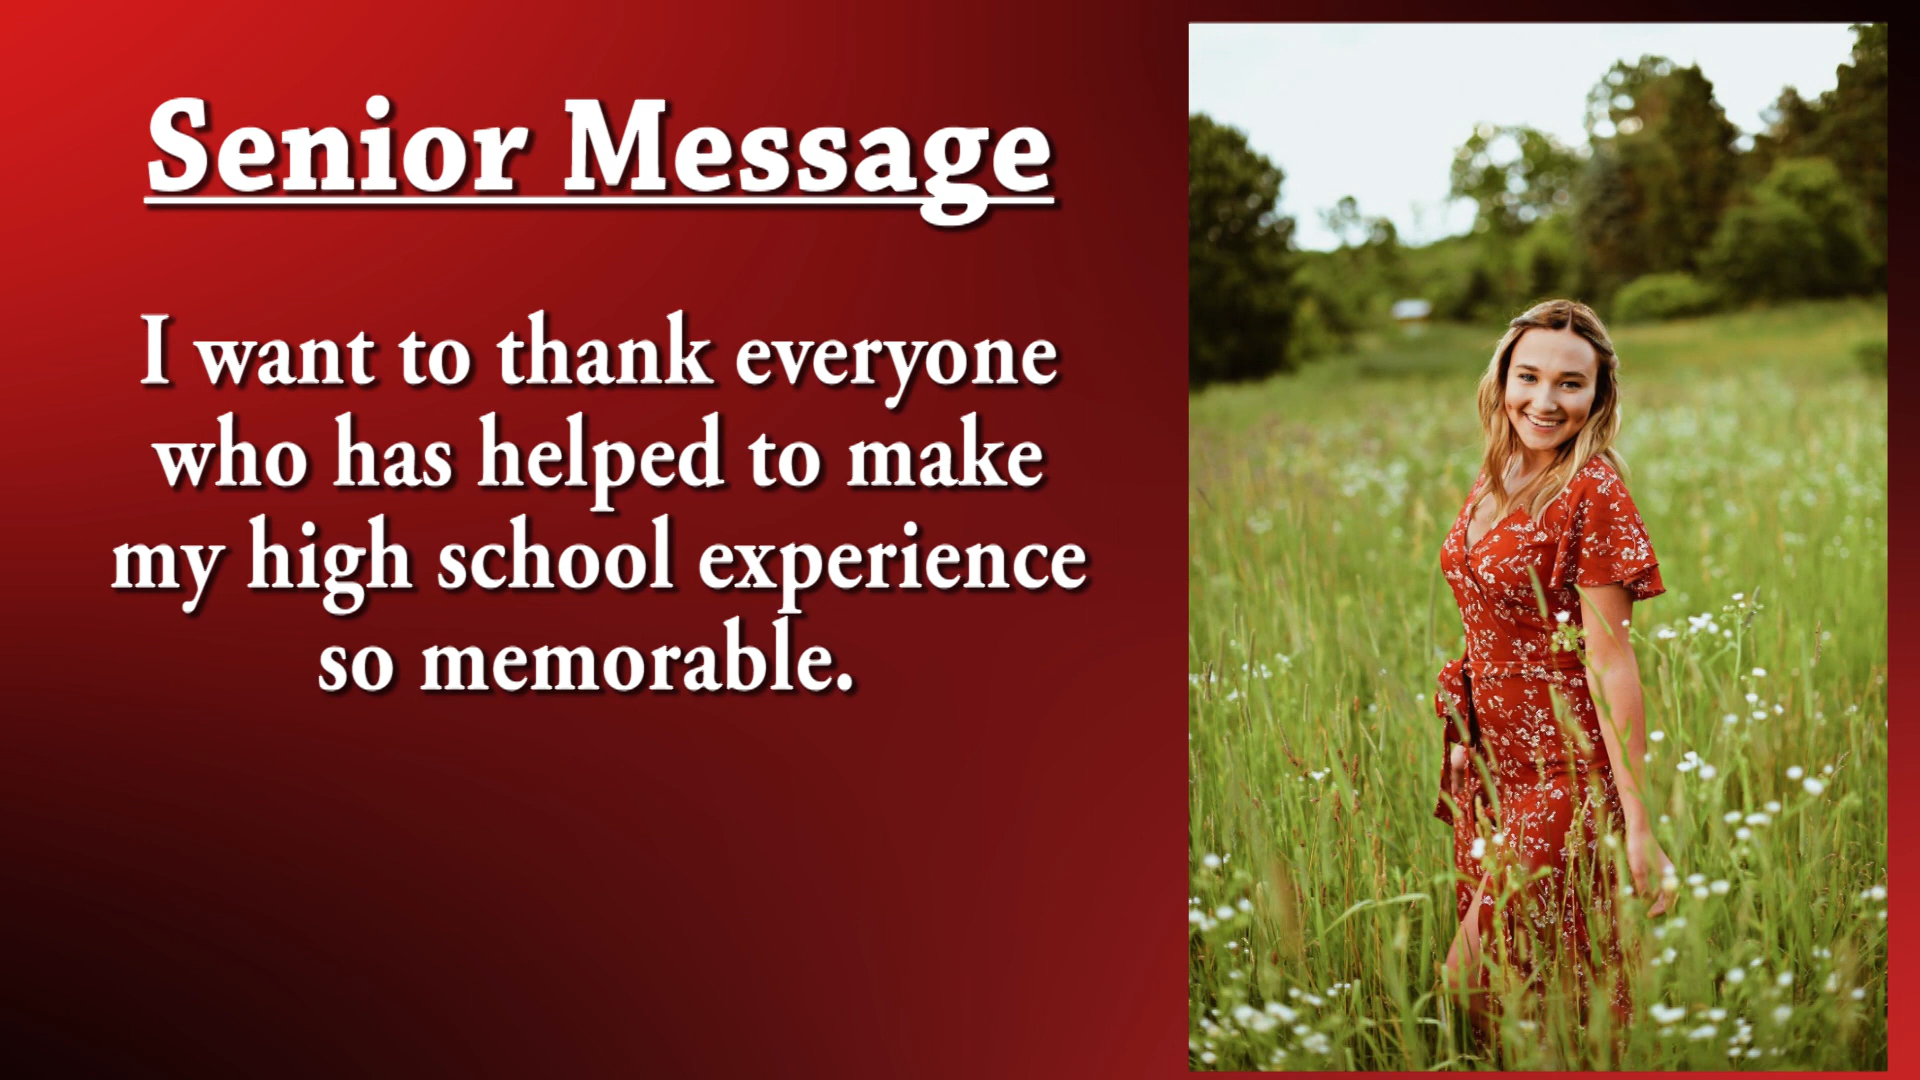 Senior Message
I want to thank everyone
who has helped to make
my high school experience
so memorable.